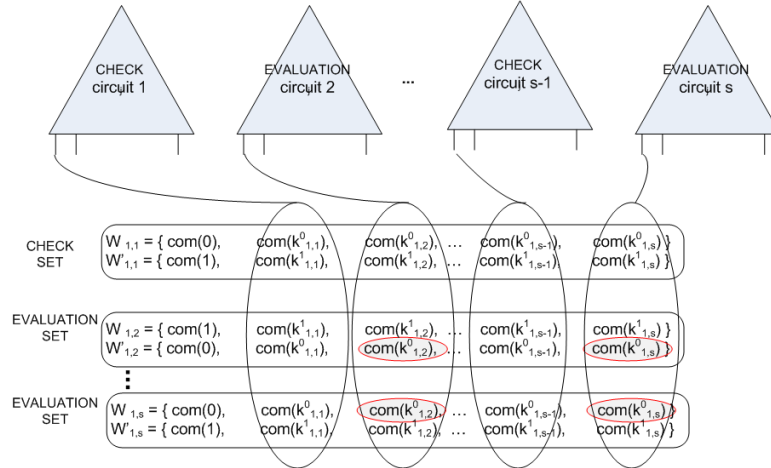 CHECK
circuit 1
EVALUATION
circuit 2
...
CHECK
circuit s-1
EVALUATION
circuit s
CHECK
SET
W 1,1 = { com(0), com(k⁰1,1), com(k⁰1,2), … com(k⁰1,s-1), com(k⁰1,s) }
W' 1,1 = { com(1), com(k¹1,1), com(k¹1,2), … com(k¹1,s-1), com(k¹1,s) }
EVALUATION
SET
W 1,2 = { com(1), com(k¹1,1), com(k¹1,2), … com(k¹1,s-1), com(k¹1,s) }
W' 1,2 = { com(0), com(k⁰1,1), com(k⁰1,2), … com(k⁰1,s-1), com(k⁰1,s) }
EVALUATION
SET
W 1,s = { com(0), com(k⁰1,1), com(k⁰1,2), … com(k⁰1,s-1), com(k⁰1,s) }
W' 1,s = { com(1), com(k¹1,1), com(k¹1,2), … com(k¹1,s-1), com(k¹1,s) }